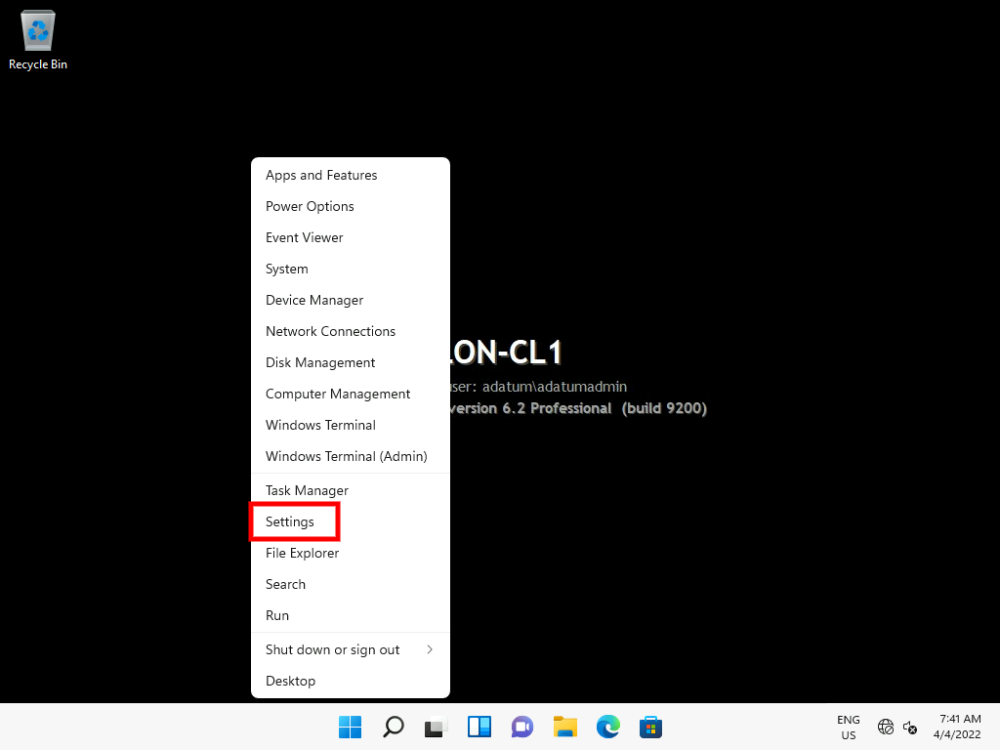 Recycle Bin
Apps and Features
Power Options
Event Viewer
System
Device Manager
Network Connections
Disk Management
Computer Management
Windows Terminal
Windows Terminal (Admin)
Task Manager
Settings
File Explorer
Search
Run
Shut down or sign out
Desktop
LON-CL1
user: adatum\adatumadmin
version 6.2 Professional (build 9200)
ENG
US
7:41 AM
4/4/2022